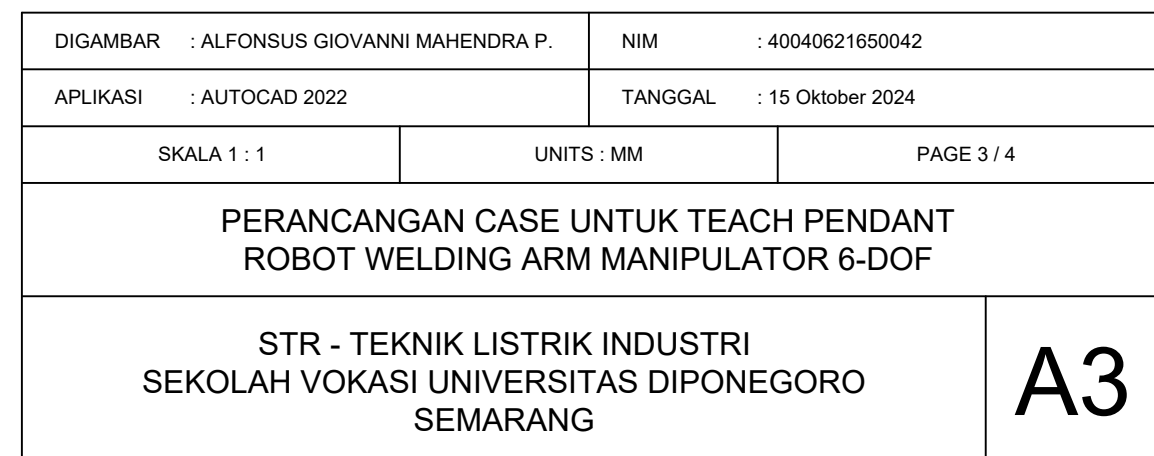 DIGAMBAR : ALFONSUS GIOVANNI MAHENDRA P. NIM : 40040621650042
APLIKASI : AUTOCAD 2022 TANGGAL : 15 Oktober 2024
SKALA 1 : 1 UNITS : MM PAGE 3 / 4
PERANCANGAN CASE UNTUK TEACH PENDANT
ROBOT WELDING ARM MANIPULATOR 6-DOF
STR - TEKNIK LISTRIK INDUSTRI
SEKOLAH VOKASI UNIVERSITAS DIPONEGORO
SEMARANG
A3